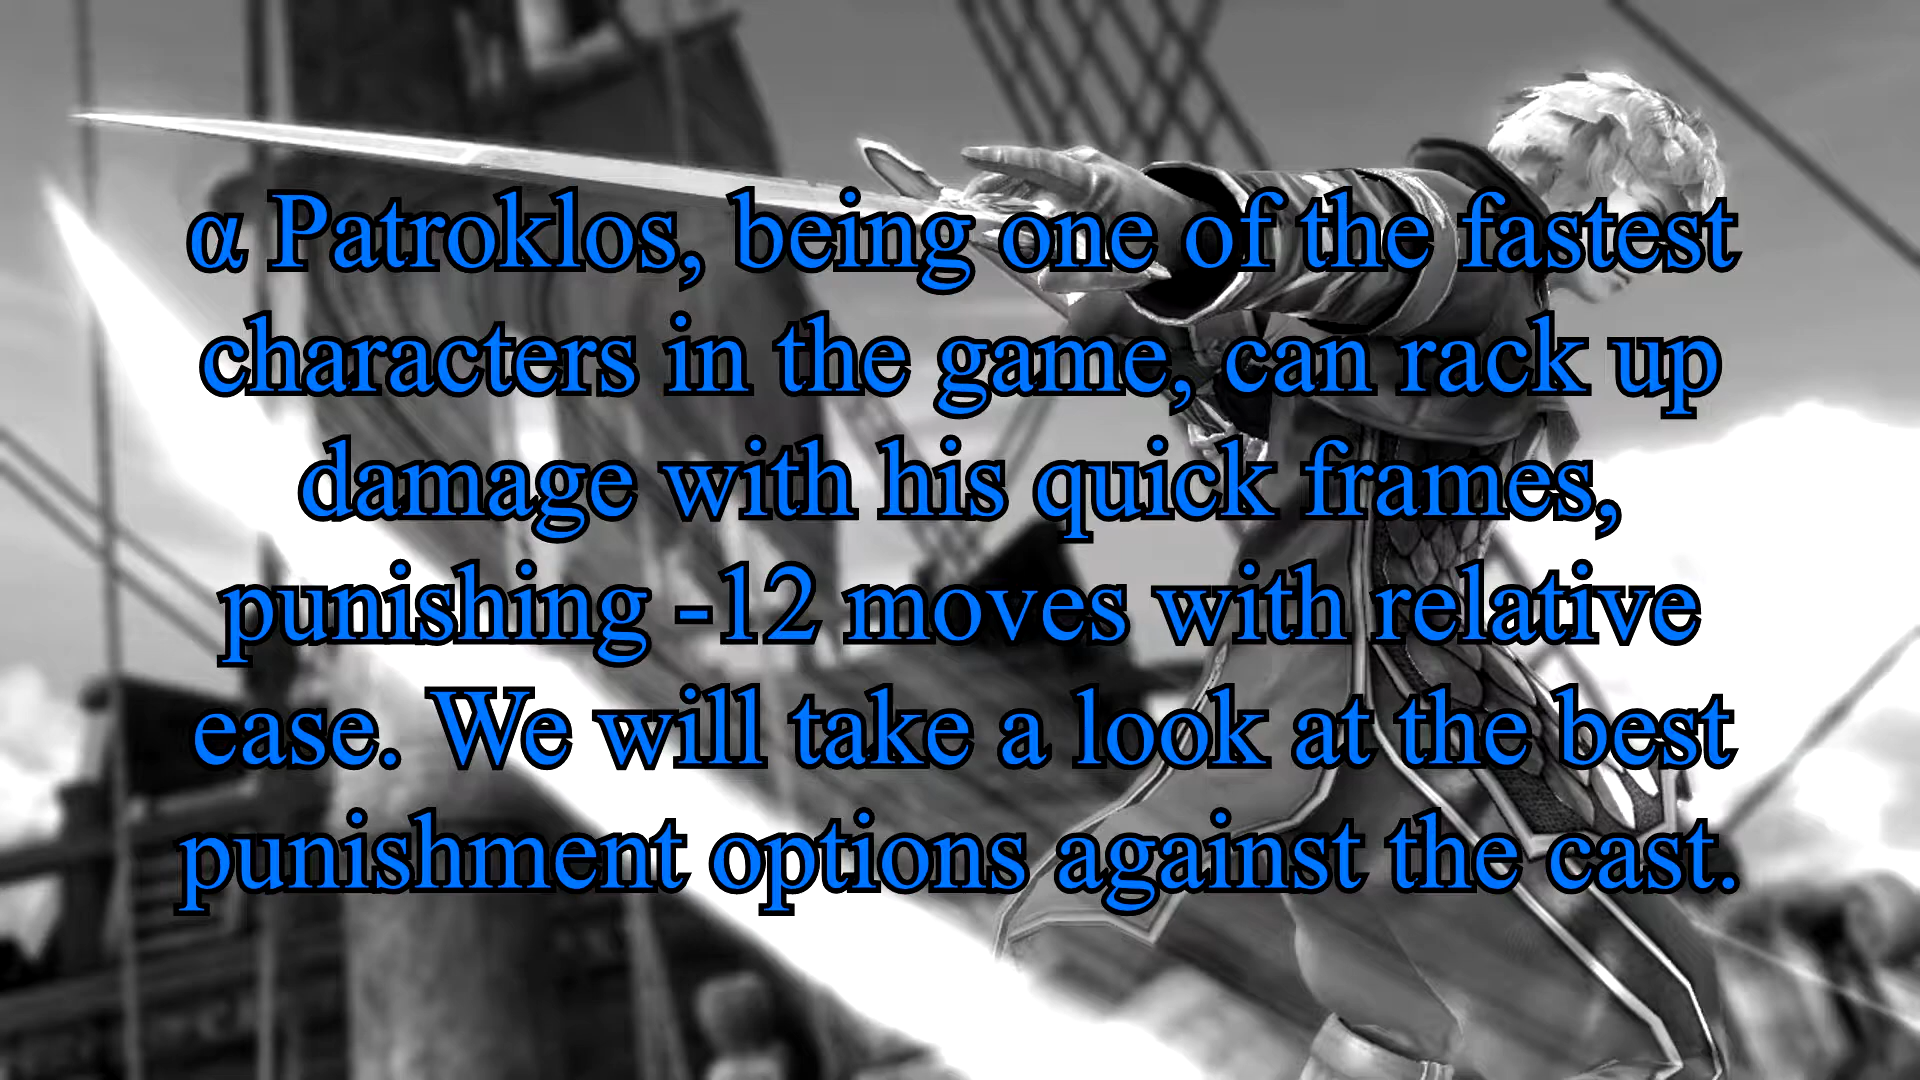 α Patroklos, being one of the fastest
characters in the game, can rack up
damage with his quick frames,
punishing -12 moves with relative
ease. We will take a look at the best
punishment options against the cast.